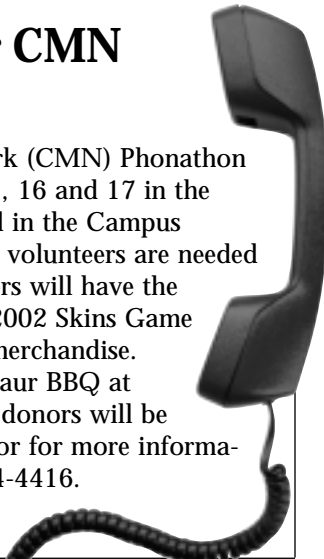 CMN
rk (CMN) Phonathon
, 16 and 17 in the
in the Campus
volunteers are needed
rs will have the
2002 Skins Game
merchandise.
aur BBQ at
donors will be
or for more informa-
4-4416.